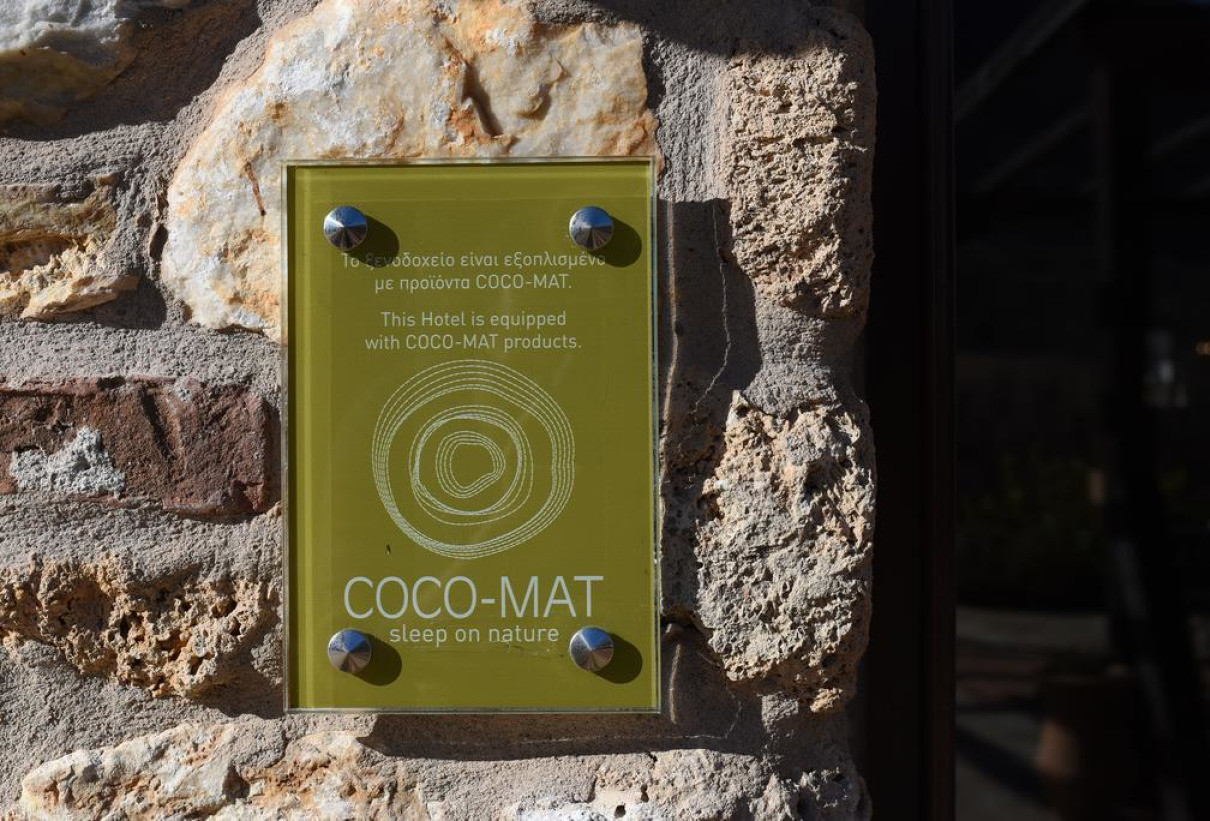 Το ξενοδοχείο είναι εξοπλισμένο
με προϊόντα COCO-MAT.
This Hotel is equipped
with COCO-MAT products.
COCO-MAT
sleep on nature